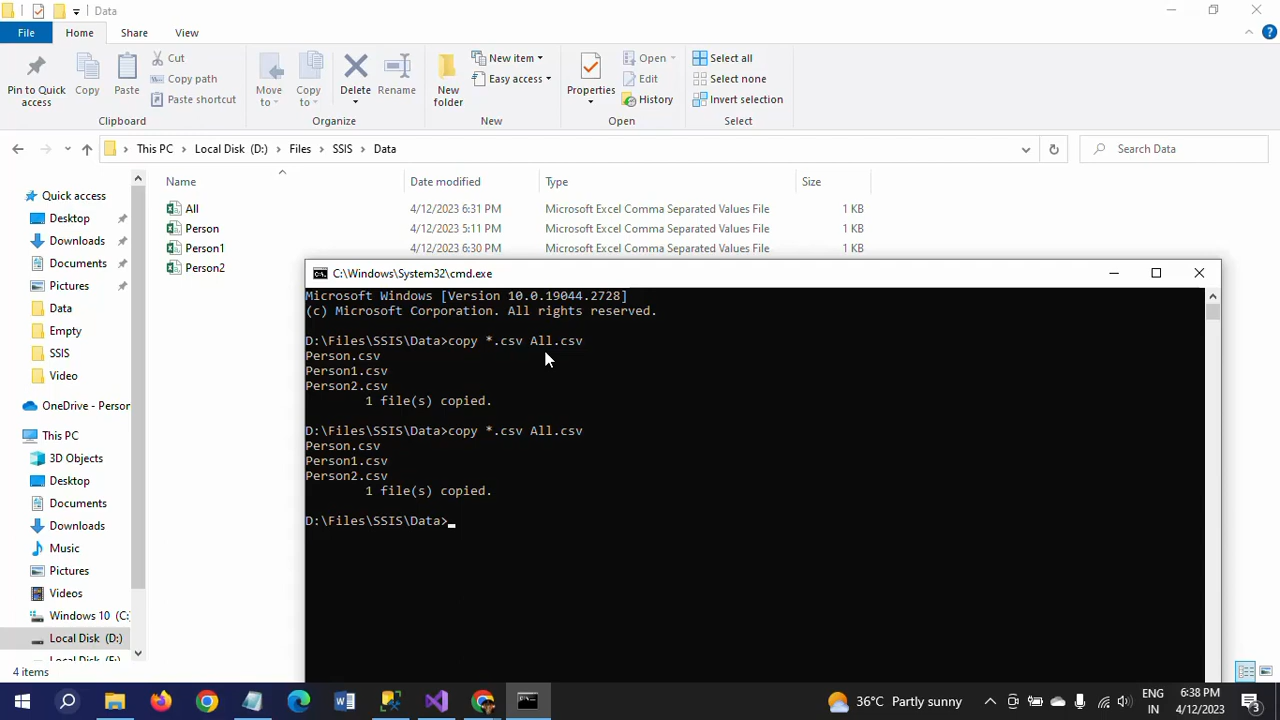 Data
File
Home
Share
View
Pin to Quick
access
Copy
Paste
Cut
Copy path
Paste shortcut
Clipboard
Move
to
Copy
to
Delete
Rename
Organize
New
folder
New item
Easy access
New
Properties
Open
Edit
History
Open
Select all
Select none
Invert selection
Select
This PC
Local Disk (D:)
Files
SSIS
Data
Search Data
Name
Date modified
Type
Size
All 4/12/2023 6:31 PM Microsoft Excel Comma Separated Values File 1 KB
Person 4/12/2023 5:11 PM Microsoft Excel Comma Separated Values File 1 KB
Person1 4/12/2023 6:30 PM Microsoft Excel Comma Separated Values File 1 KB
Person2
Quick access
Desktop
Downloads
Documents
Pictures
Data
Empty
SSIS
Video
OneDrive - Person
This PC
3D Objects
Desktop
Documents
Downloads
Music
Pictures
Videos
Windows 10 (C:
Local Disk (D:)
4 items
C:\Windows\System32\cmd.exe
Microsoft Windows [Version 10.0.19044.2728]
(c) Microsoft Corporation. All rights reserved.
D:\Files\SSIS\Data>copy *.csv All.csv
Person.csv
Person1.csv
Person2.csv
1 file(s) copied.
D:\Files\SSIS\Data>copy *.csv All.csv
Person.csv
Person1.csv
Person2.csv
1 file(s) copied.
D:\Files\SSIS\Data>
36°C Partly sunny
ENG
IN
6:38 PM
4/12/2023
3